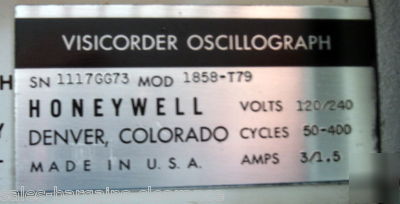 VISICORDER OSCILLOGRAPH
SN 1117GG73 MOD 1858-T79
HONEYWELL VOLTS 120/240
DENVER, COLORADO CYCLES 50-400
MADE IN U.S.A. AMPS 3/1.5
H
Y